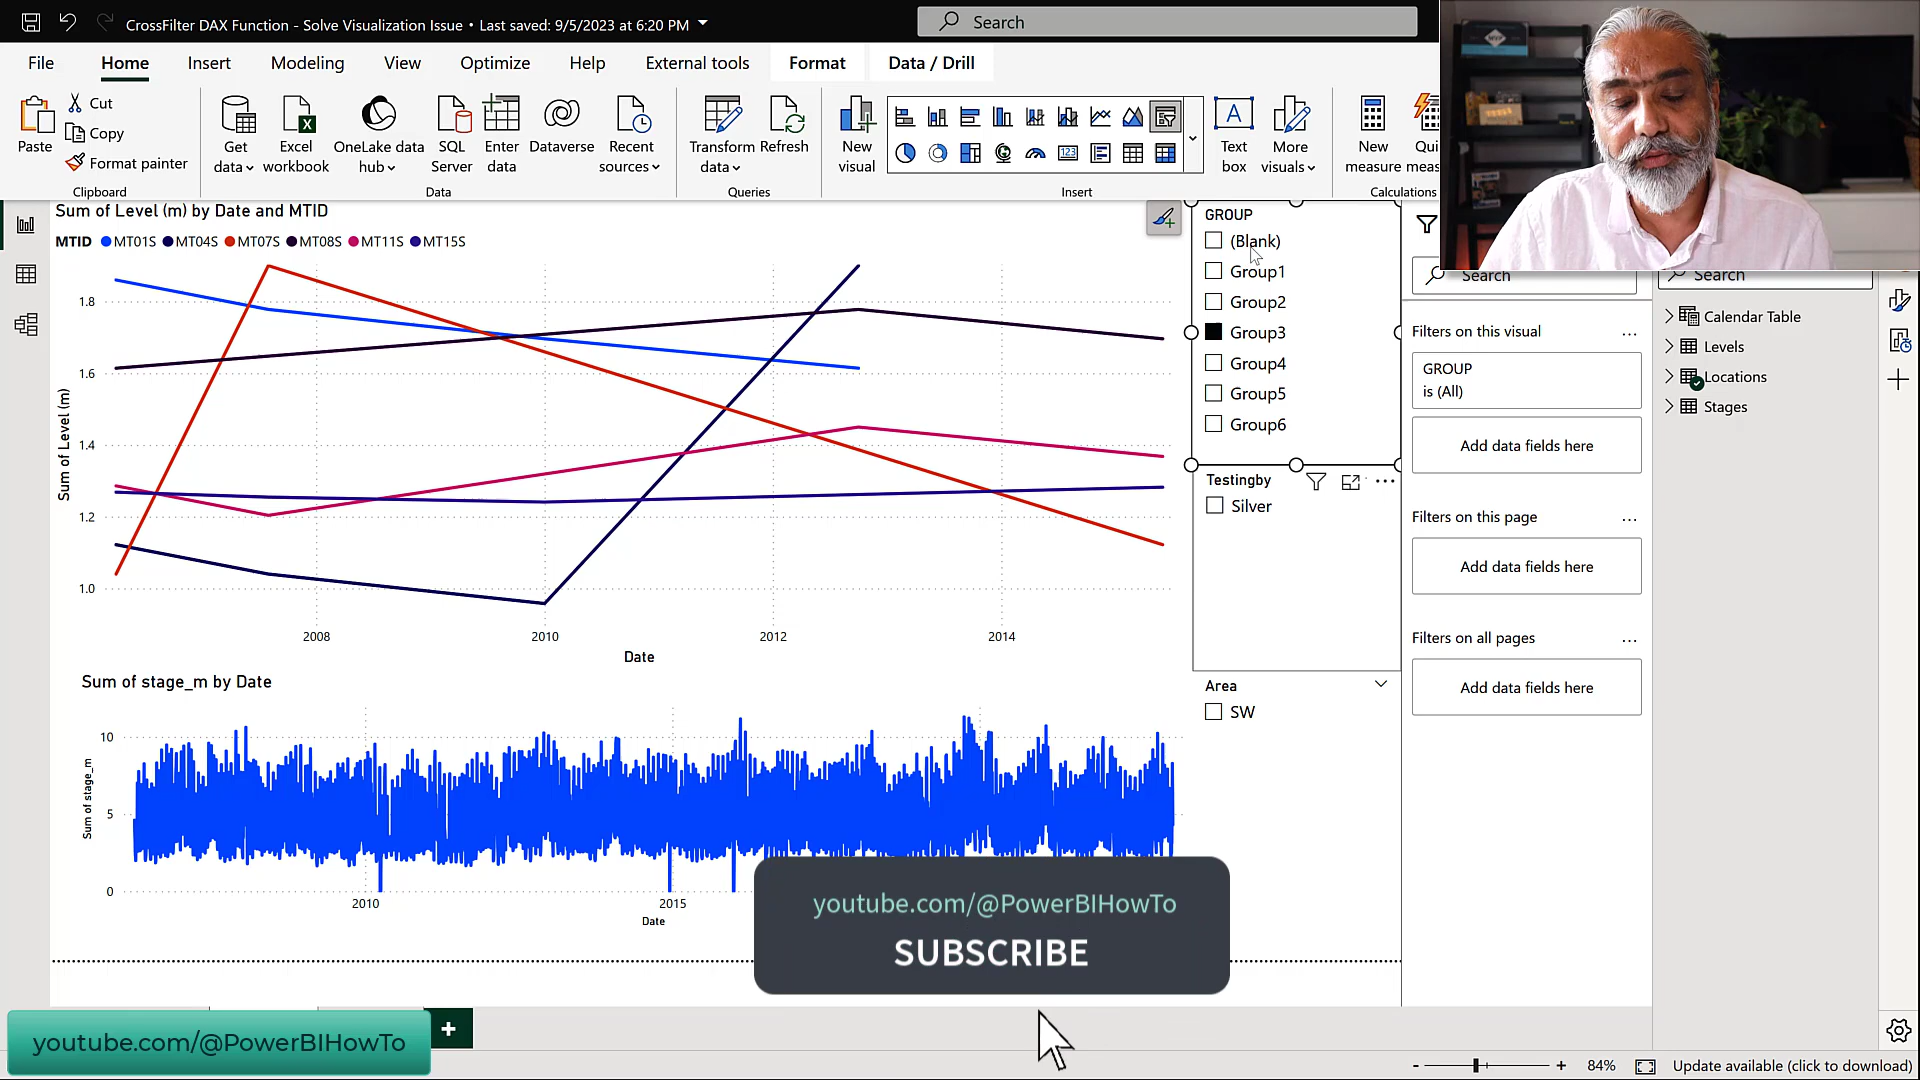 CrossFilter DAX Function - Solve Visualization Issue • Last saved: 9/5/2023 at 6:20 PM
Search
File Home Insert Modeling View Optimize Help External tools Format Data / Drill
Paste
Cut
Copy
Format painter
Clipboard
Get data
Excel workbook
OneLake data hub
SQL Server
Enter data
Dataverse
Recent sources
Data
Transform data
Refresh
Queries
New visual
123
Text box
More visuals
Insert
New measure
Qui
meas
Calculations
Sum of Level (m) by Date and MTID
MTID MT01S MT04S MT07S MT08S MT11S MT15S
Sum of Level (m)
1.8
1.6
1.4
1.2
1.0
2008 2010 2012 2014
Date
Sum of stage_m by Date
Sum of stage_m
10
5
0
2010 2015
Date
GROUP
(Blank)
Group1
Group2
Group3
Group4
Group5
Group6
Testingby
Silver
Area
SW
Search
Filters on this visual
GROUP
is (All)
Add data fields here
Filters on this page
Add data fields here
Filters on all pages
Add data fields here
Search
Calendar Table
Levels
Locations
Stages
youtube.com/@PowerBIHowTo
SUBSCRIBE
youtube.com/@PowerBIHowTo
84%
Update available (click to download)